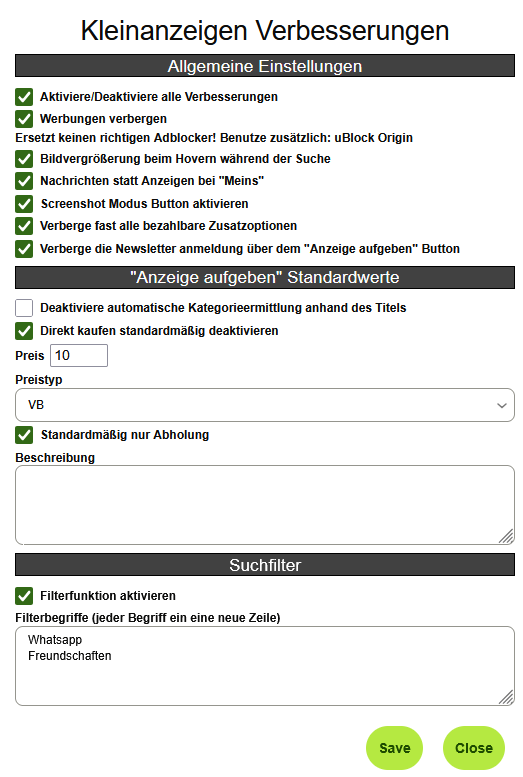 Kleinanzeigen Verbesserungen
Allgemeine Einstellungen
Aktiviere/Deaktiviere alle Verbesserungen
Werbungen verbergen
Ersetzt keinen richtigen Adblocker! Benutze zusätzlich: uBlock Origin
Bildvergrößerung beim Hovern während der Suche
Nachrichten statt Anzeigen bei "Meins"
Screenshot Modus Button aktivieren
Verberge fast alle bezahlbare Zusatzoptionen
Verberge die Newsletter anmeldung über dem "Anzeige aufgeben" Button
"Anzeige aufgeben" Standardwerte
Deaktiviere automatische Kategorieermittlung anhand des Titels
Direkt kaufen standardmäßig deaktivieren
Preis 10
Preistyp
VB
Standardmäßig nur Abholung
Beschreibung
Suchfilter
Filterfunktion aktivieren
Filterbegriffe (jeder Begriff ein eine neue Zeile)
Whatsapp
Freundschaften
Save Close